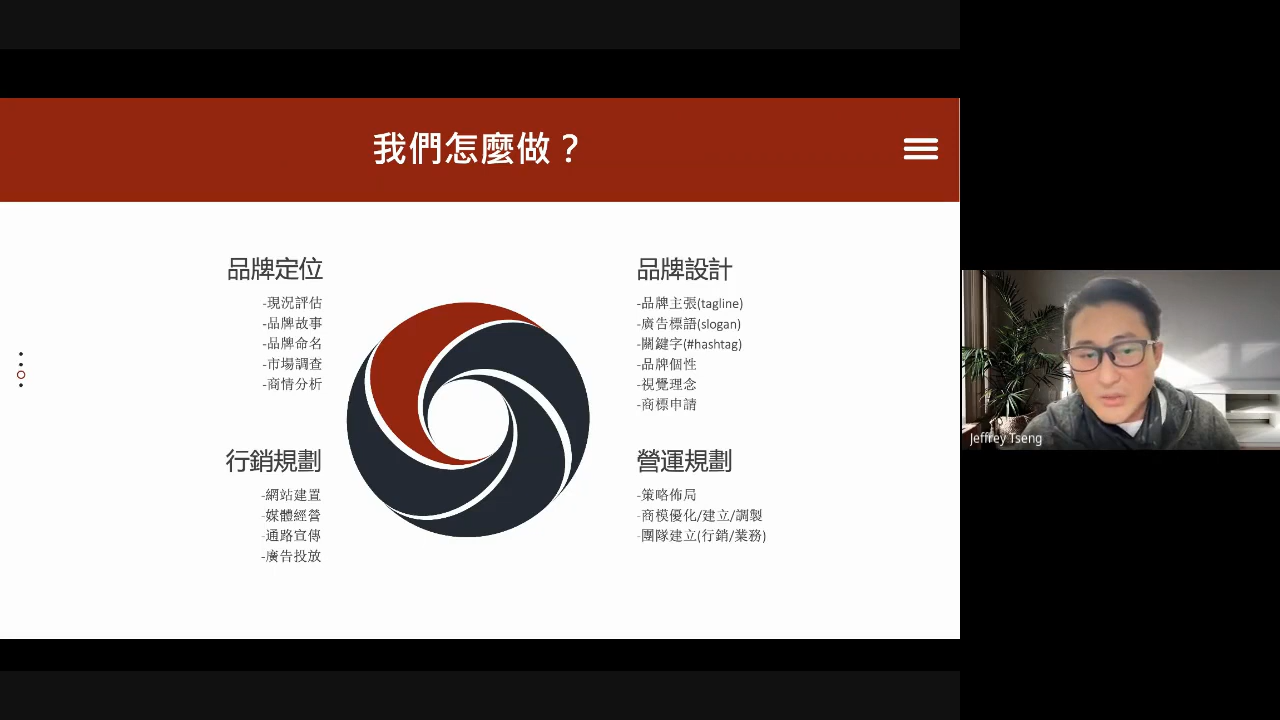 我們怎麼做？
品牌定位
-現況評估
-品牌故事
-品牌命名
-市場調查
-商情分析
品牌設計
-品牌主張(tagline)
-廣告標語(slogan)
-關鍵字(#hashtag)
-品牌個性
-視覺理念
-商標申請
行銷規劃
-網站建置
-媒體經營
-通路宣傳
-廣告投放
營運規劃
-策略佈局
-商模優化/建立/調製
-團隊建立(行銷/業務)
Jeffrey Tseng